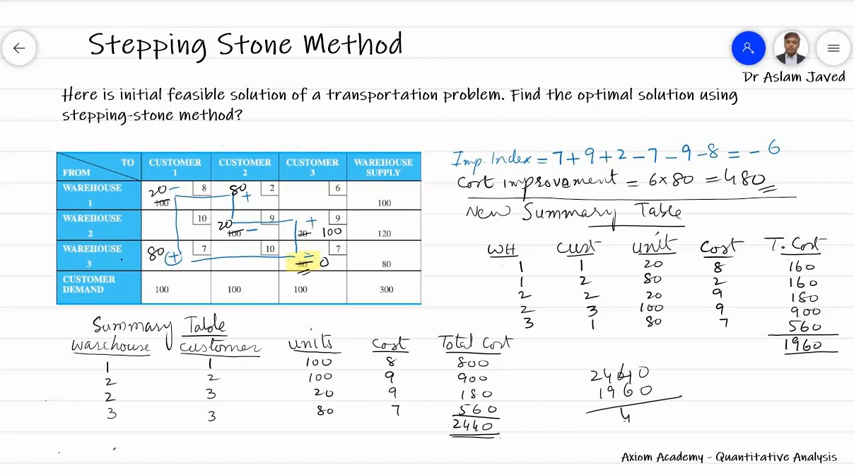 Stepping Stone Method
Dr Aslam Javed
Here is initial feasible solution of a transportation problem. Find the optimal solution using
stepping-stone method?
Imp. Index = 7+9+2-7-9-8 = -6
Cost improvement = 6x80 = 480
New Summary Table
TO CUSTOMER 1 CUSTOMER 2 CUSTOMER 3 WAREHOUSE SUPPLY
FROM
WAREHOUSE 1 20 - 100 8 80 + 2 6 100
WAREHOUSE 2 10 20 100 - 9 + 20 100 9 120
WAREHOUSE 3 80 + 7 10 - 80 0 7 80
CUSTOMER DEMAND 100 100 100 300
WH Cust Unit Cost T. Cost
1 1 20 8 160
1 2 80 2 160
2 2 20 9 180
2 3 100 9 900
3 1 80 7 560
1960
Summary Table
Warehouse Customer Units Cost Total Cost
1 1 100 8 800
2 2 100 9 900
2 3 20 9 180
3 3 80 7 560
2440
2440
1960
Axiom Academy - Quantitative Analysis